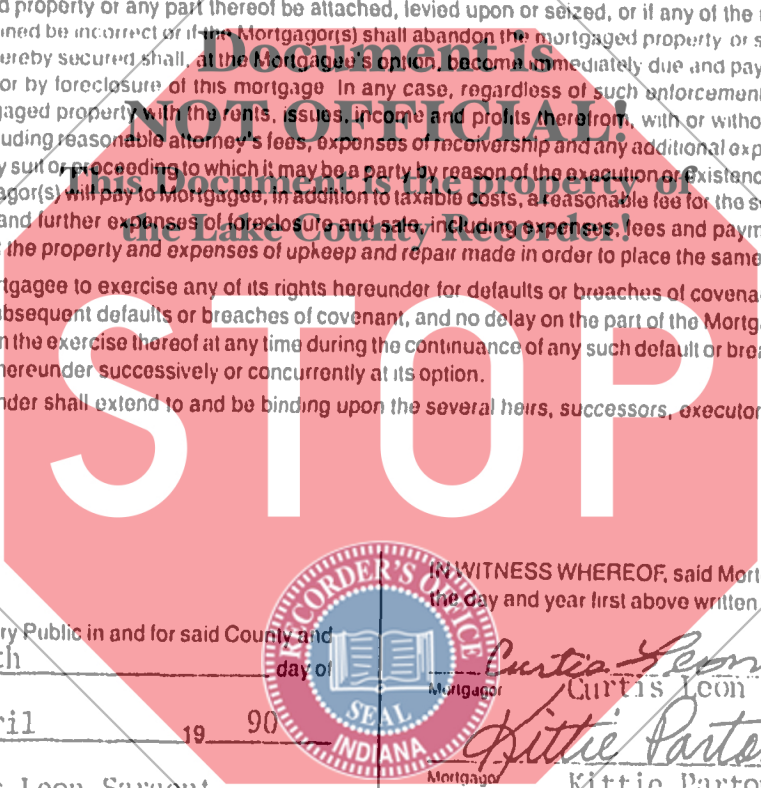 d property or any part thereof be attached, levied upon or seized, or if any of the
ned be incorrect or if the Mortgagor(s) shall abandon the mortgaged property or s
Document is
ereby secured shall, at the Mortgagee's option, become immediately due and pay
or by foreclosure of this mortgage In any case, regardless of such enforcement
gaged property with the rents, issues, income and profits therefrom, with or witho
NOT OFFICIAL!
uding reasonable attorney's fees, expenses of receivership and any additional exp
y suit or proceeding to which it may be a party by reason of the execution or existenc
This Document is the property of
agor(s) will pay to Mortgagee, in addition to taxable costs, a reasonable fee for the s
and further expenses of foreclosure and sale, including expenses, fees and paym
the Lake County Recorder!
the property and expenses of upkeep and repair made in order to place the same
rtgagee to exercise any of its rights hereunder for defaults or breaches of covena
ubsequent defaults or breaches of covenant, and no delay on the part of the Mortga
n the exercise thereof at any time during the continuance of any such default or brea
hereunder successively or concurrently at its option.
nder shall extend to and be binding upon the several heirs, successors, executor
STOP
IN WITNESS WHEREOF, said Mort
the day and year first above written
RECORDER'S OFFICE
SEAL
INDIANA
ry Public in and for said County and
th day of
ril 19 90
Leon Sargent
Curtis Leon
Mortgagor Curtis Leon
Kittie Parto
Mortgagor Kittie Parto